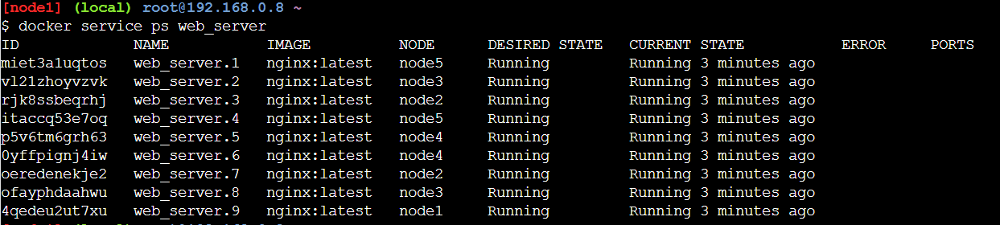 [node1] (local) root@192.168.0.8 ~
$ docker service ps web_server
ID NAME IMAGE NODE DESIRED STATE CURRENT STATE ERROR PORTS
miet3a1uqtos web_server.1 nginx:latest node5 Running Running 3 minutes ago
vl21zhoyvzvk web_server.2 nginx:latest node3 Running Running 3 minutes ago
rjk8ssbeqrhj web_server.3 nginx:latest node2 Running Running 3 minutes ago
itaccq53e7oq web_server.4 nginx:latest node5 Running Running 3 minutes ago
p5v6tm6grh63 web_server.5 nginx:latest node4 Running Running 3 minutes ago
0yffpignj4iw web_server.6 nginx:latest node4 Running Running 3 minutes ago
oeredenekje2 web_server.7 nginx:latest node2 Running Running 3 minutes ago
ofayphdaahwu web_server.8 nginx:latest node3 Running Running 3 minutes ago
4qedeu2ut7xu web_server.9 nginx:latest node1 Running Running 3 minutes ago